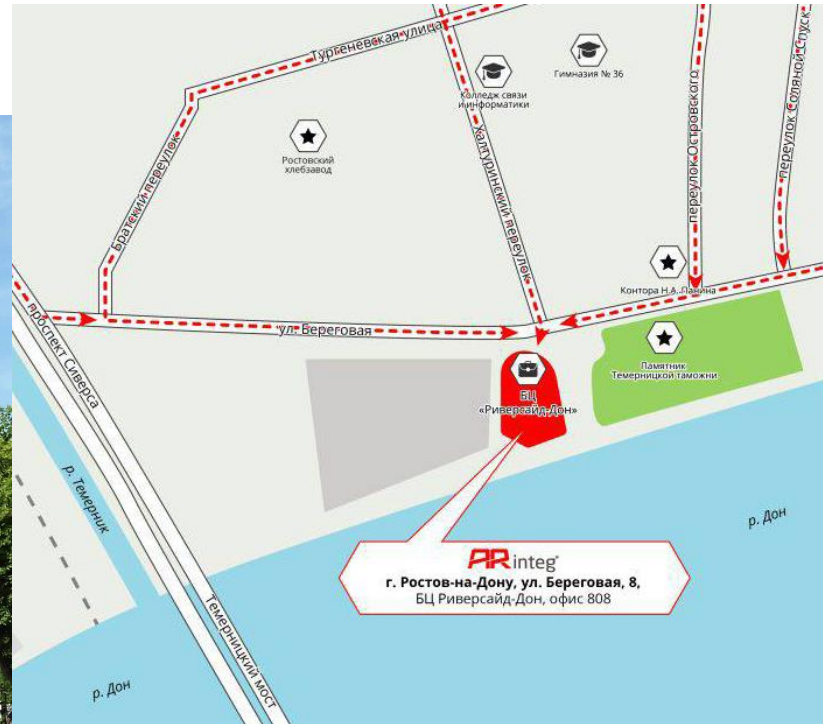 Тургеневская улица
Колледж связи
и информатики
Гимназия № 36
Ростовский
хлебзавод
Братский переулок
Халтуринский переулок
переулок Островского
переулок Соляной Спуск
Контора Н.А. Панина
ул. Береговая
проспект Сиверса
Памятник
Темерницкой таможни
БЦ
«Риверсайд-Дон»
р. Темерник
р. Дон
ARinteg
г. Ростов-на-Дону, ул. Береговая, 8,
БЦ Риверсайд-Дон, офис 808
Темерницкий мост
р. Дон